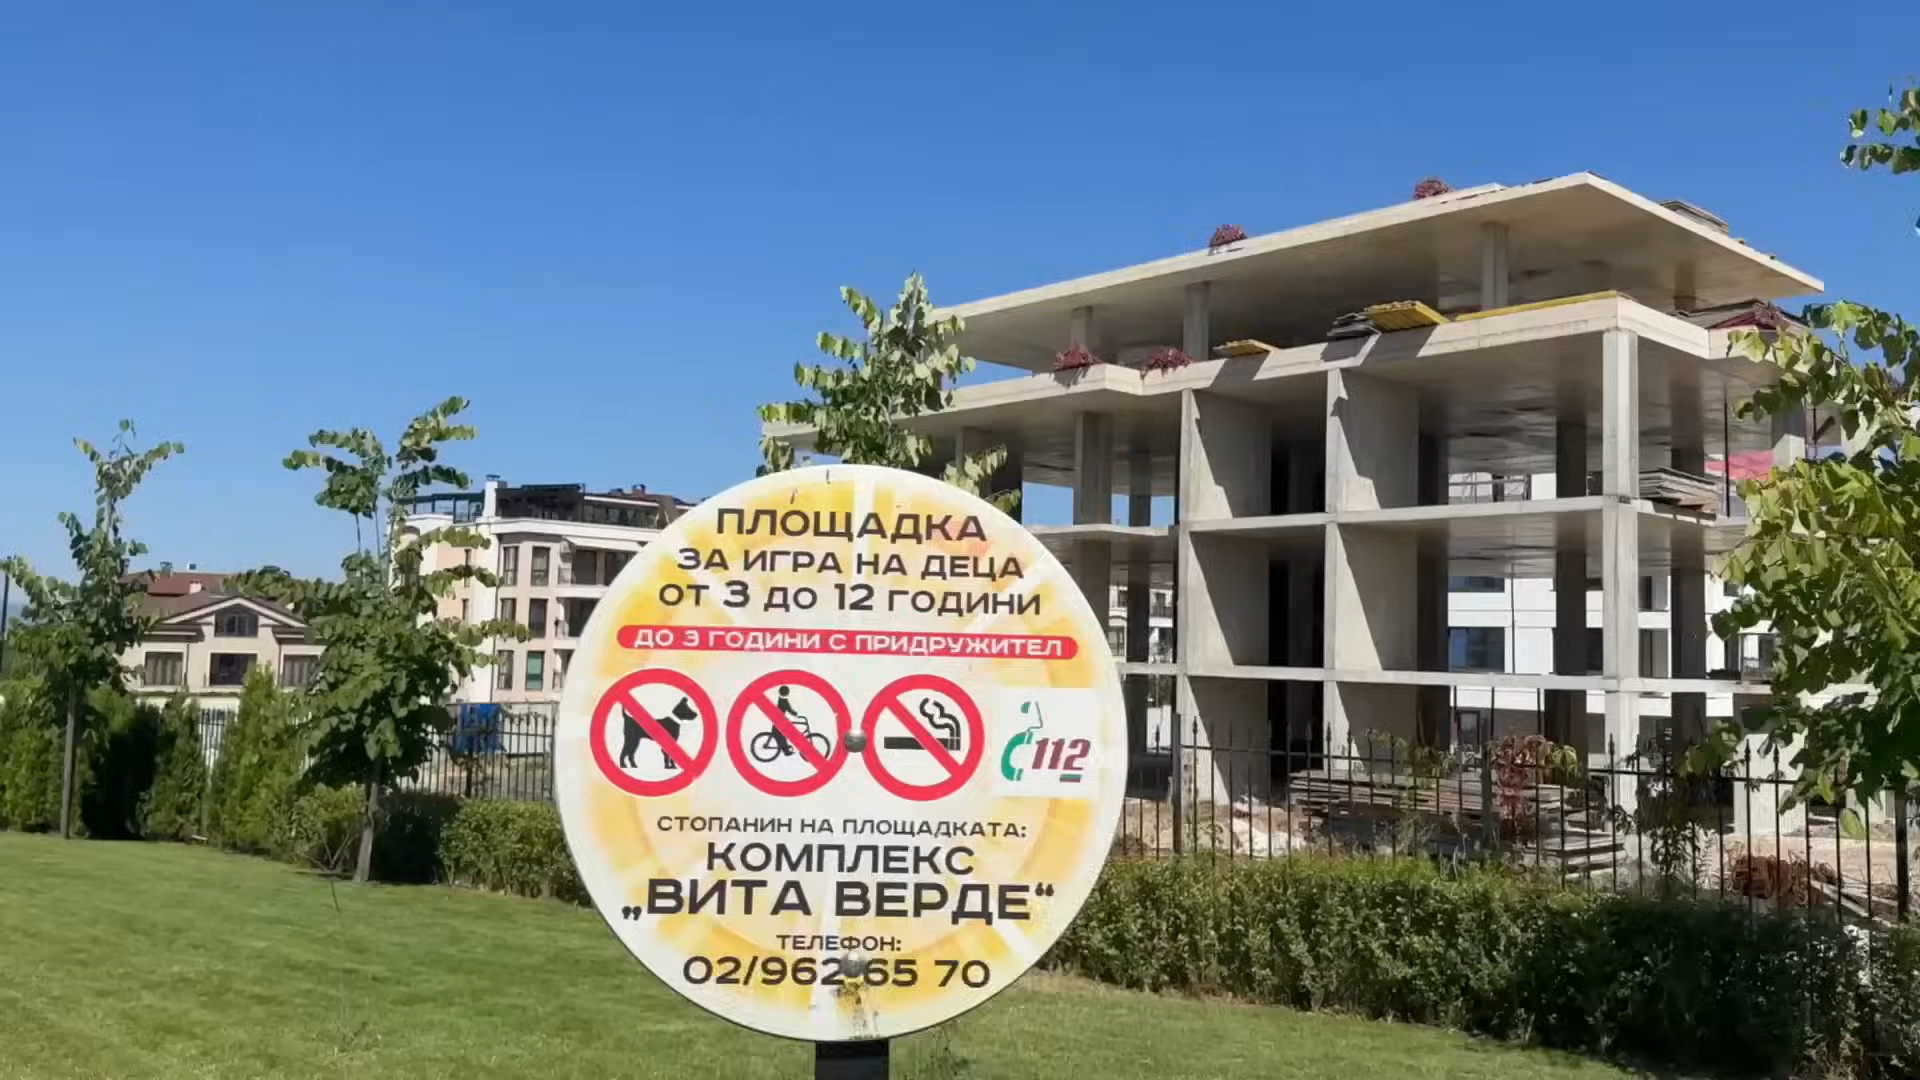 ПЛОЩАДКА
ЗА ИГРА НА ДЕЦА
ОТ 3 ДО 12 ГОДИНИ
ДО 3 ГОДИНИ С ПРИДРУЖИТЕЛ
112
СТОПАНИН НА ПЛОЩАДКАТА:
КОМПЛЕКС
„ВИТА ВЕРДЕ“
ТЕЛЕФОН:
02/962 65 70